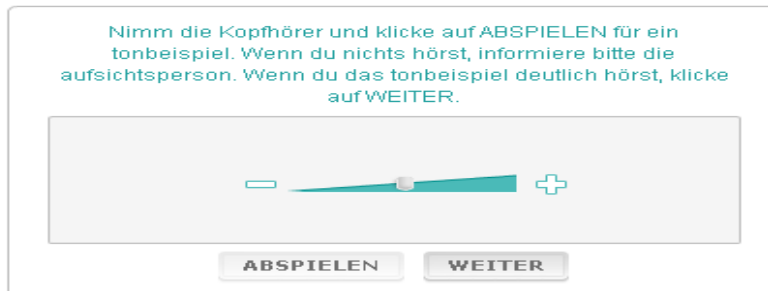 Nimm die Kopfhörer und klicke auf ABSPIELEN für ein
tonbeispiel. Wenn du nichts hörst, informiere bitte die
aufsichtsperson. Wenn du das tonbeispiel deutlich hörst, klicke
auf WEITER.
ABSPIELEN WEITER